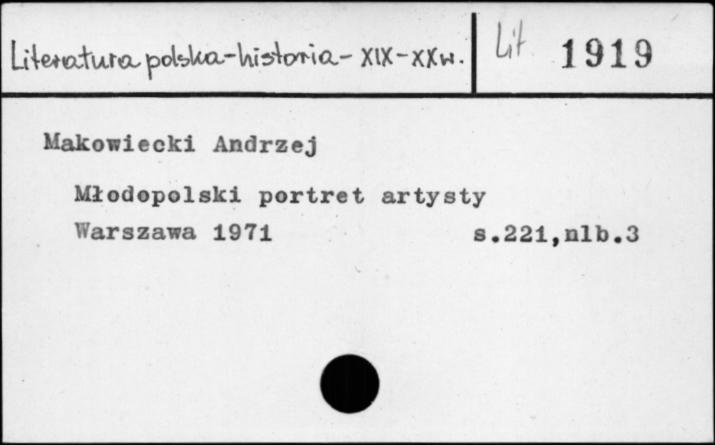 Literatura polska-historia- XIX-XXw.
Lit 1919
Makowiecki Andrzej
Młodopolski portret artysty
Warszawa 1971 s.221,nlb.3